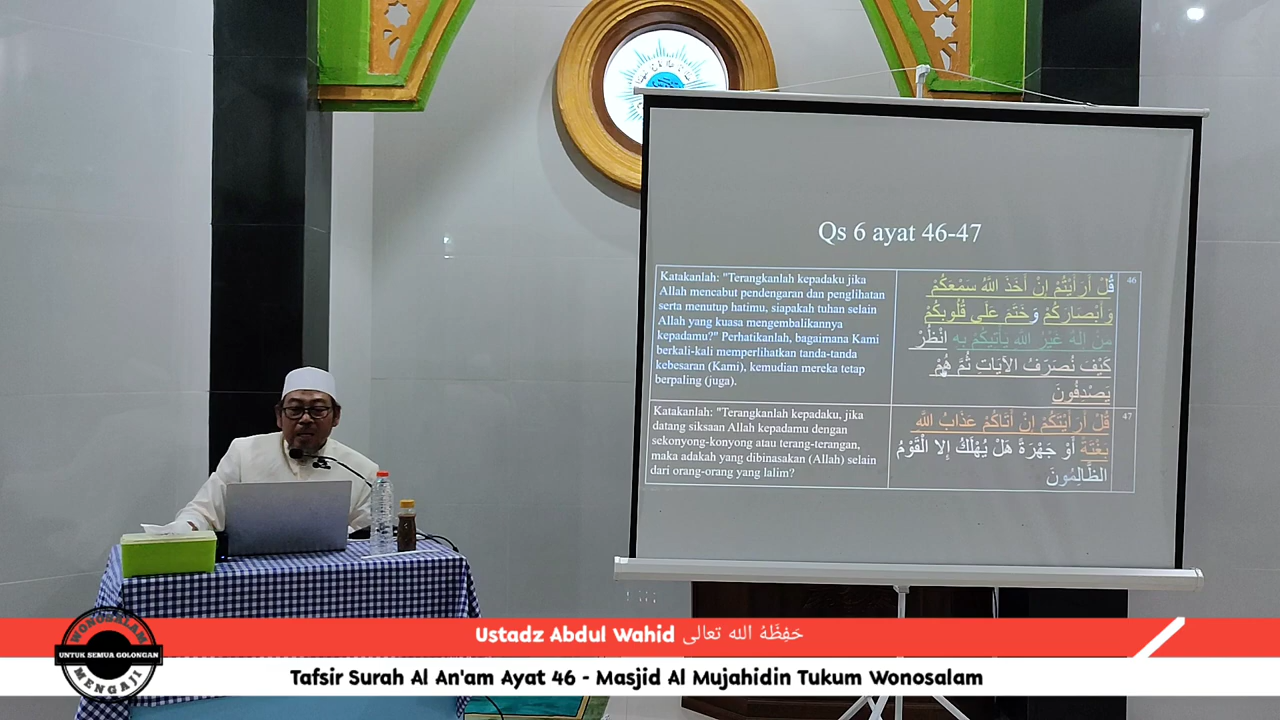 Qs 6 ayat 46-47
Katakanlah: "Terangkanlah kepadaku jika
Allah mencabut pendengaran dan penglihatan
serta menutup hatimu, siapakah tuhan selain
Allah yang kuasa mengembalikannya
kepadamu?" Perhatikanlah, bagaimana Kami
berkali-kali memperlihatkan tanda-tanda
kebesaran (Kami), kemudian mereka tetap
berpaling (juga).
قُلْ أَرَأَيْتُمْ إِنْ أَخَذَ اللَّهُ سَمْعَكُمْ
وَأَبْصَارَكُمْ وَخَتَمَ عَلَى قُلُوبِكُمْ
مَنْ إِلَهٌ غَيْرُ اللَّهِ يَأْتِيكُمْ بِهِ انْظُرْ
كَيْفَ نُصَرِّفُ الآيَاتِ ثُمَّ هُمْ
يَصْدِفُونَ
46
Katakanlah: "Terangkanlah kepadaku, jika
datang siksaan Allah kepadamu dengan
sekonyong-konyong atau terang-terangan,
maka adakah yang dibinasakan (Allah) selain
dari orang-orang yang lalim?
قُلْ أَرَأَيْتَكُمْ إِنْ أَتَاكُمْ عَذَابُ اللَّهِ
بَغْتَةً أَوْ جَهْرَةً هَلْ يُهْلَكُ إِلا الْقَوْمُ
الظَّالِمُونَ
47
Ustadz Abdul Wahid حَفِظَهُ الله تعالى
Tafsir Surah Al An'am Ayat 46 - Masjid Al Mujahidin Tukum Wonosalam
WONOSALAM
UNTUK SEMUA GOLONGAN
MENGAJI